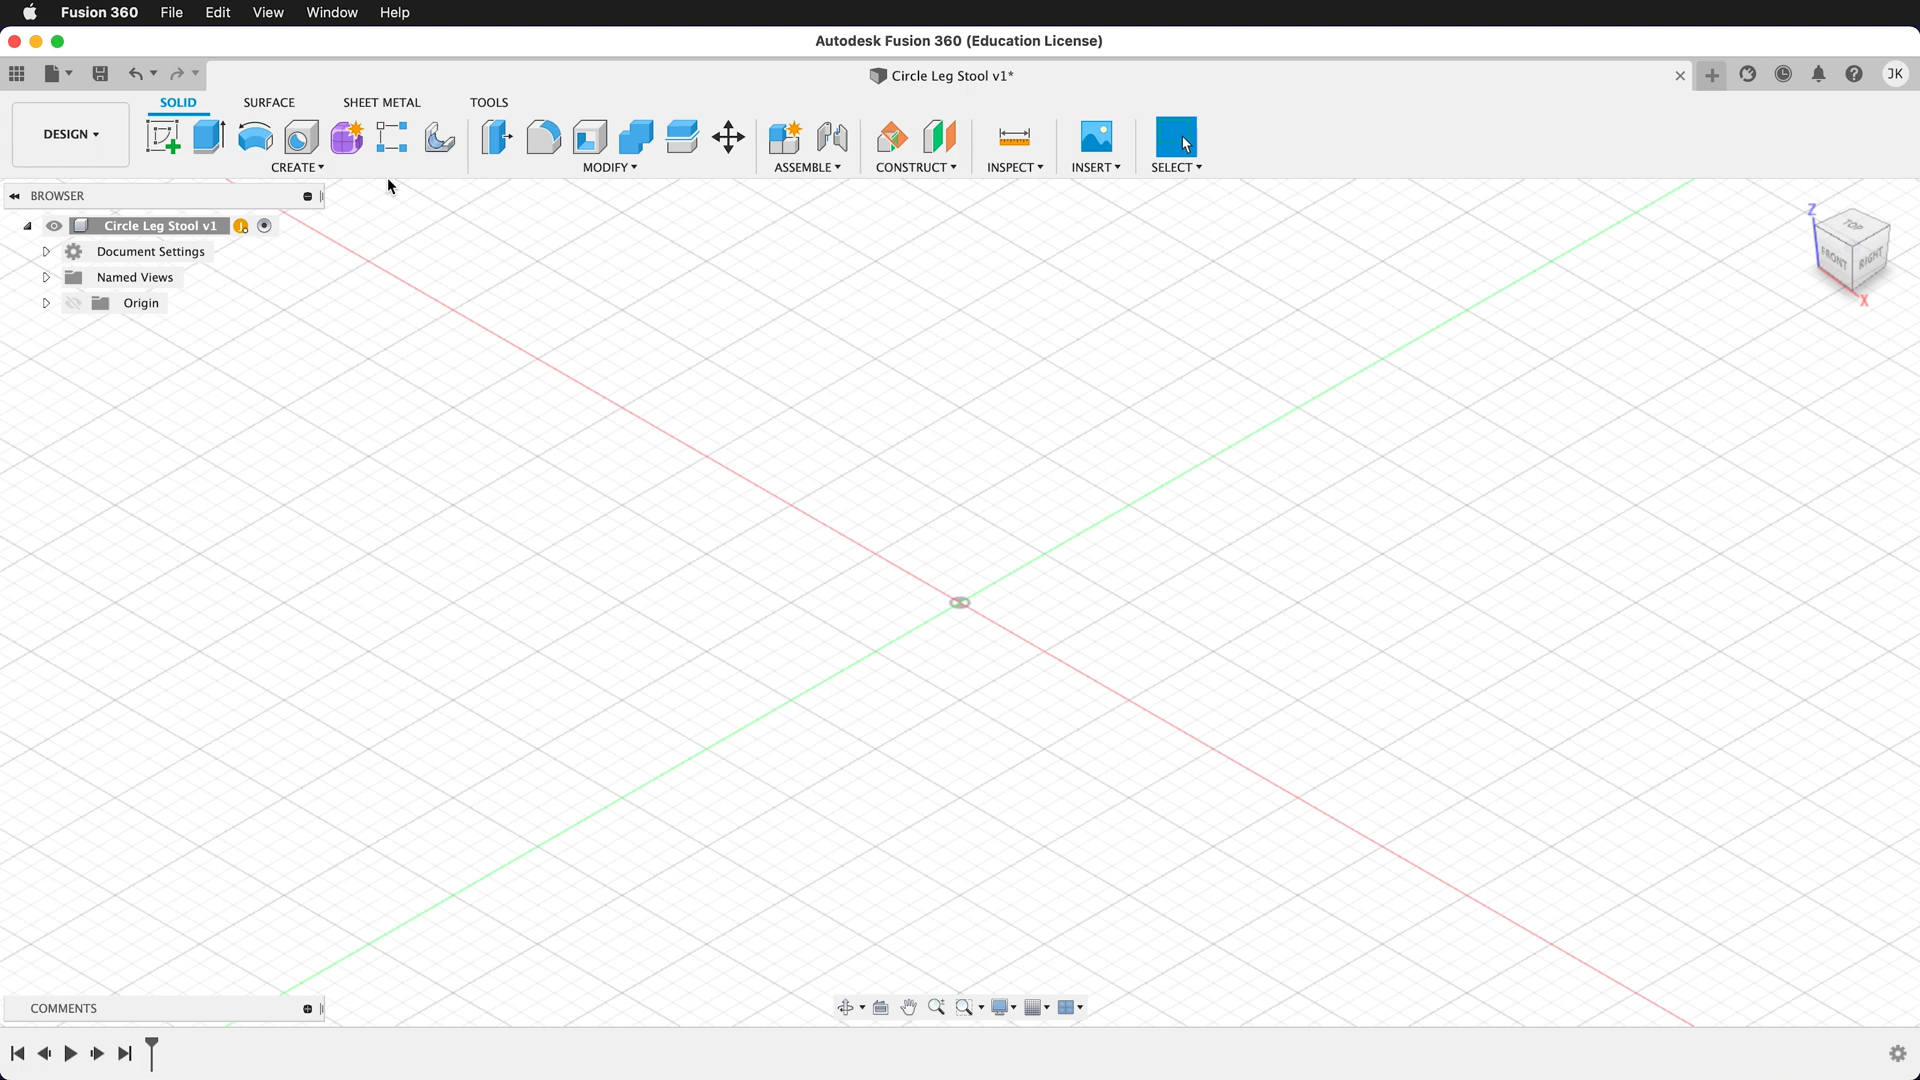 Fusion 360 File Edit View Window Help
Autodesk Fusion 360 (Education License)
Circle Leg Stool v1*
JK
DESIGN
SOLID SURFACE SHEET METAL TOOLS
CREATE MODIFY ASSEMBLE CONSTRUCT INSPECT INSERT SELECT
BROWSER
Circle Leg Stool v1
Document Settings
Named Views
Origin
Z
TOP
FRONT RIGHT
X
COMMENTS